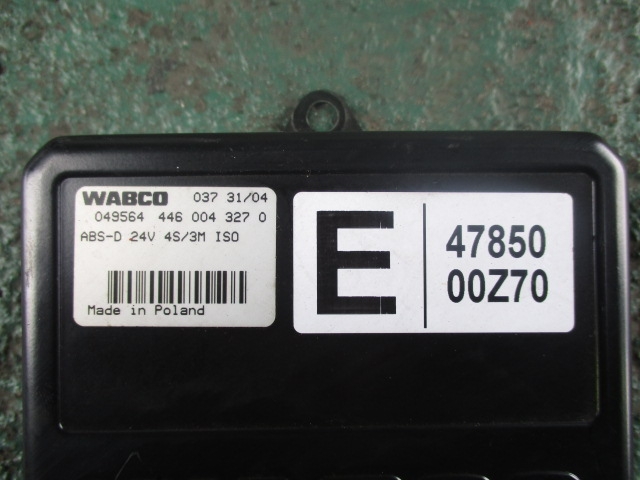 WABCO 037 31/04
049564 446 004 327 0
ABS-D 24V 4S/3M ISO
Made in Poland
E
47850
00Z70